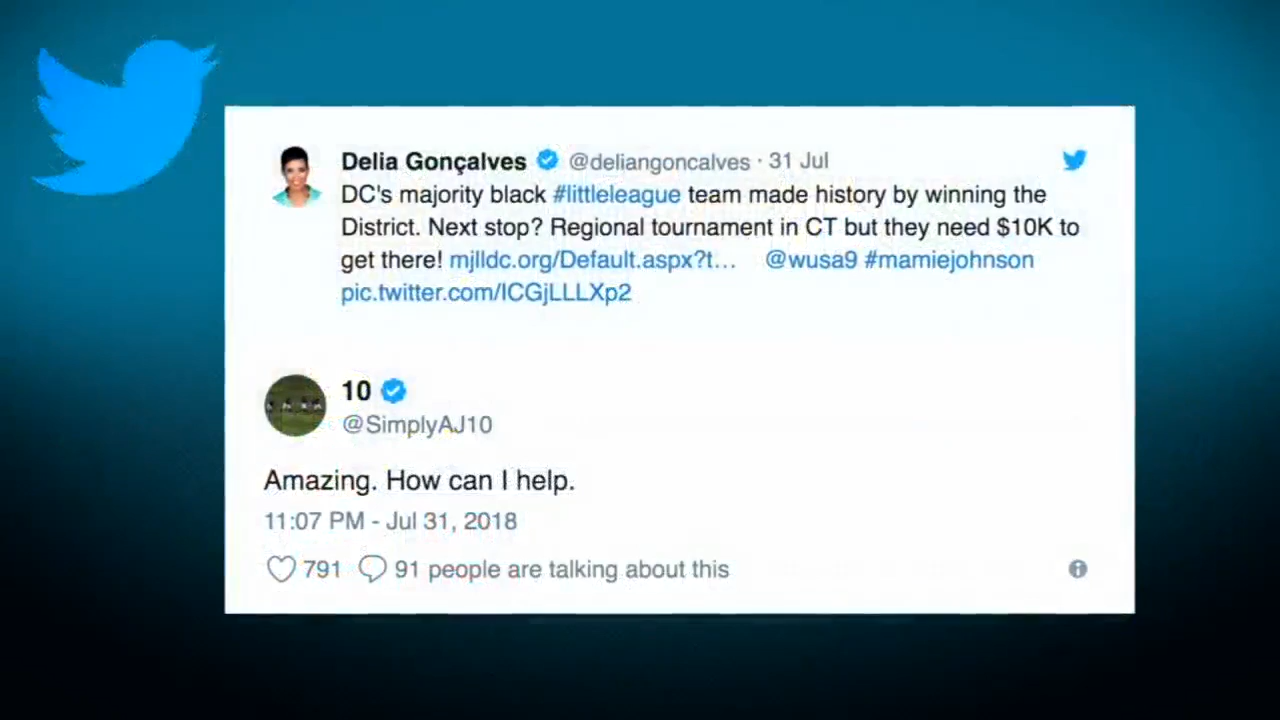 Delia Gonçalves @deliangoncalves · 31 Jul
DC's majority black #littleleague team made history by winning the
District. Next stop? Regional tournament in CT but they need $10K to
get there! mjlldc.org/Default.aspx?t… @wusa9 #mamiejohnson
pic.twitter.com/ICGjLLLXp2
10
@SimplyAJ10
Amazing. How can I help.
11:07 PM - Jul 31, 2018
791 91 people are talking about this